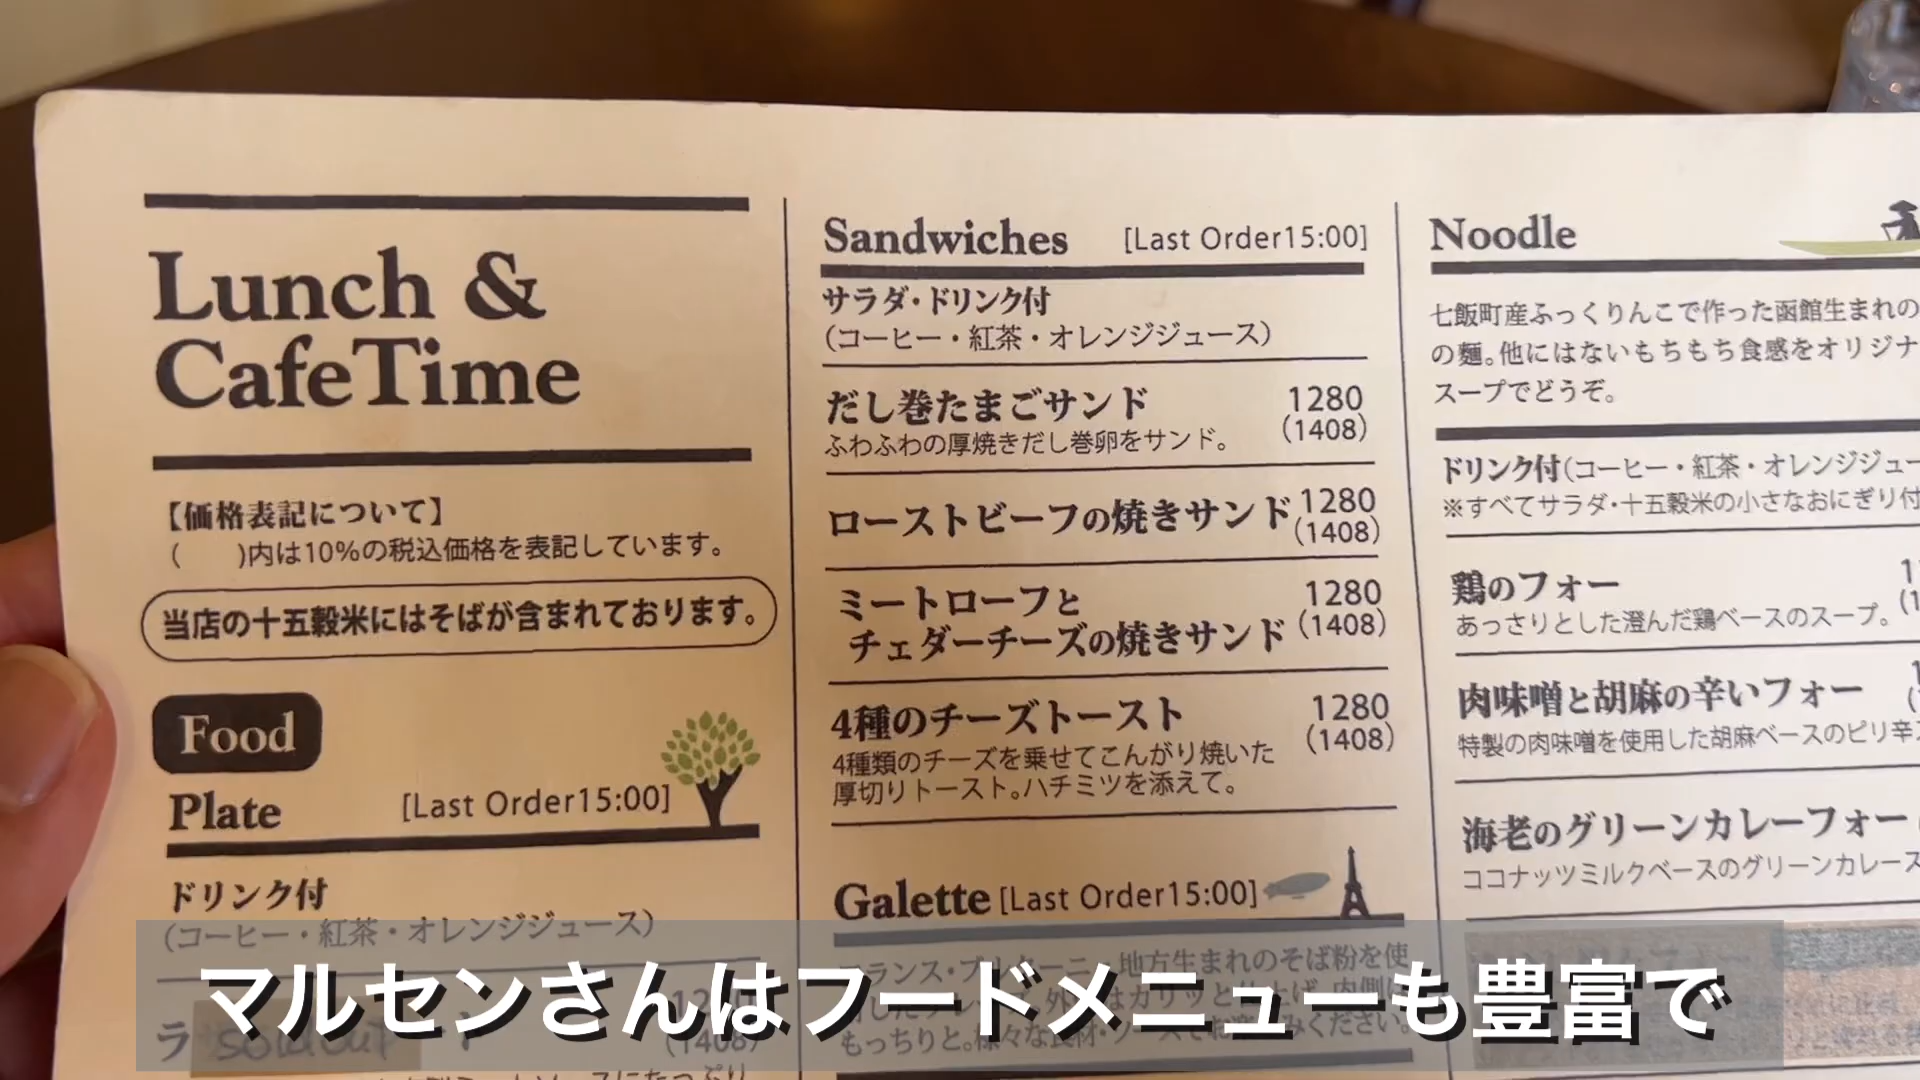 Lunch &
CafeTime
【価格表記について】
(　　)内は10%の税込価格を表記しています。
当店の十五穀米にはそばが含まれております。
Food
Plate [Last Order15:00]
ドリンク付
(コーヒー・紅茶・オレンジジュース)
Sandwiches [Last Order15:00]
サラダ・ドリンク付
(コーヒー・紅茶・オレンジジュース)
だし巻たまごサンド 1280
(1408)
ふわふわの厚焼きだし巻卵をサンド。
ローストビーフの焼きサンド 1280
(1408)
ミートローフと 1280
チェダーチーズの焼きサンド (1408)
4種のチーズトースト 1280
(1408)
4種類のチーズを乗せてこんがり焼いた
厚切りトースト。ハチミツを添えて。
Galette [Last Order15:00]
Noodle
七飯町産ふっくりんこで作った函館生まれの
の麺。他にはないもちもち食感をオリジナ
スープでどうぞ。
ドリンク付(コーヒー・紅茶・オレンジジュー
※すべてサラダ・十五穀米の小さなおにぎり付
鶏のフォー
あっさりとした澄んだ鶏ベースのスープ。
肉味噌と胡麻の辛いフォー
特製の肉味噌を使用した胡麻ベースのピリ辛
海老のグリーンカレーフォー
ココナッツミルクベースのグリーンカレース
マルセンさんはフードメニューも豊富で